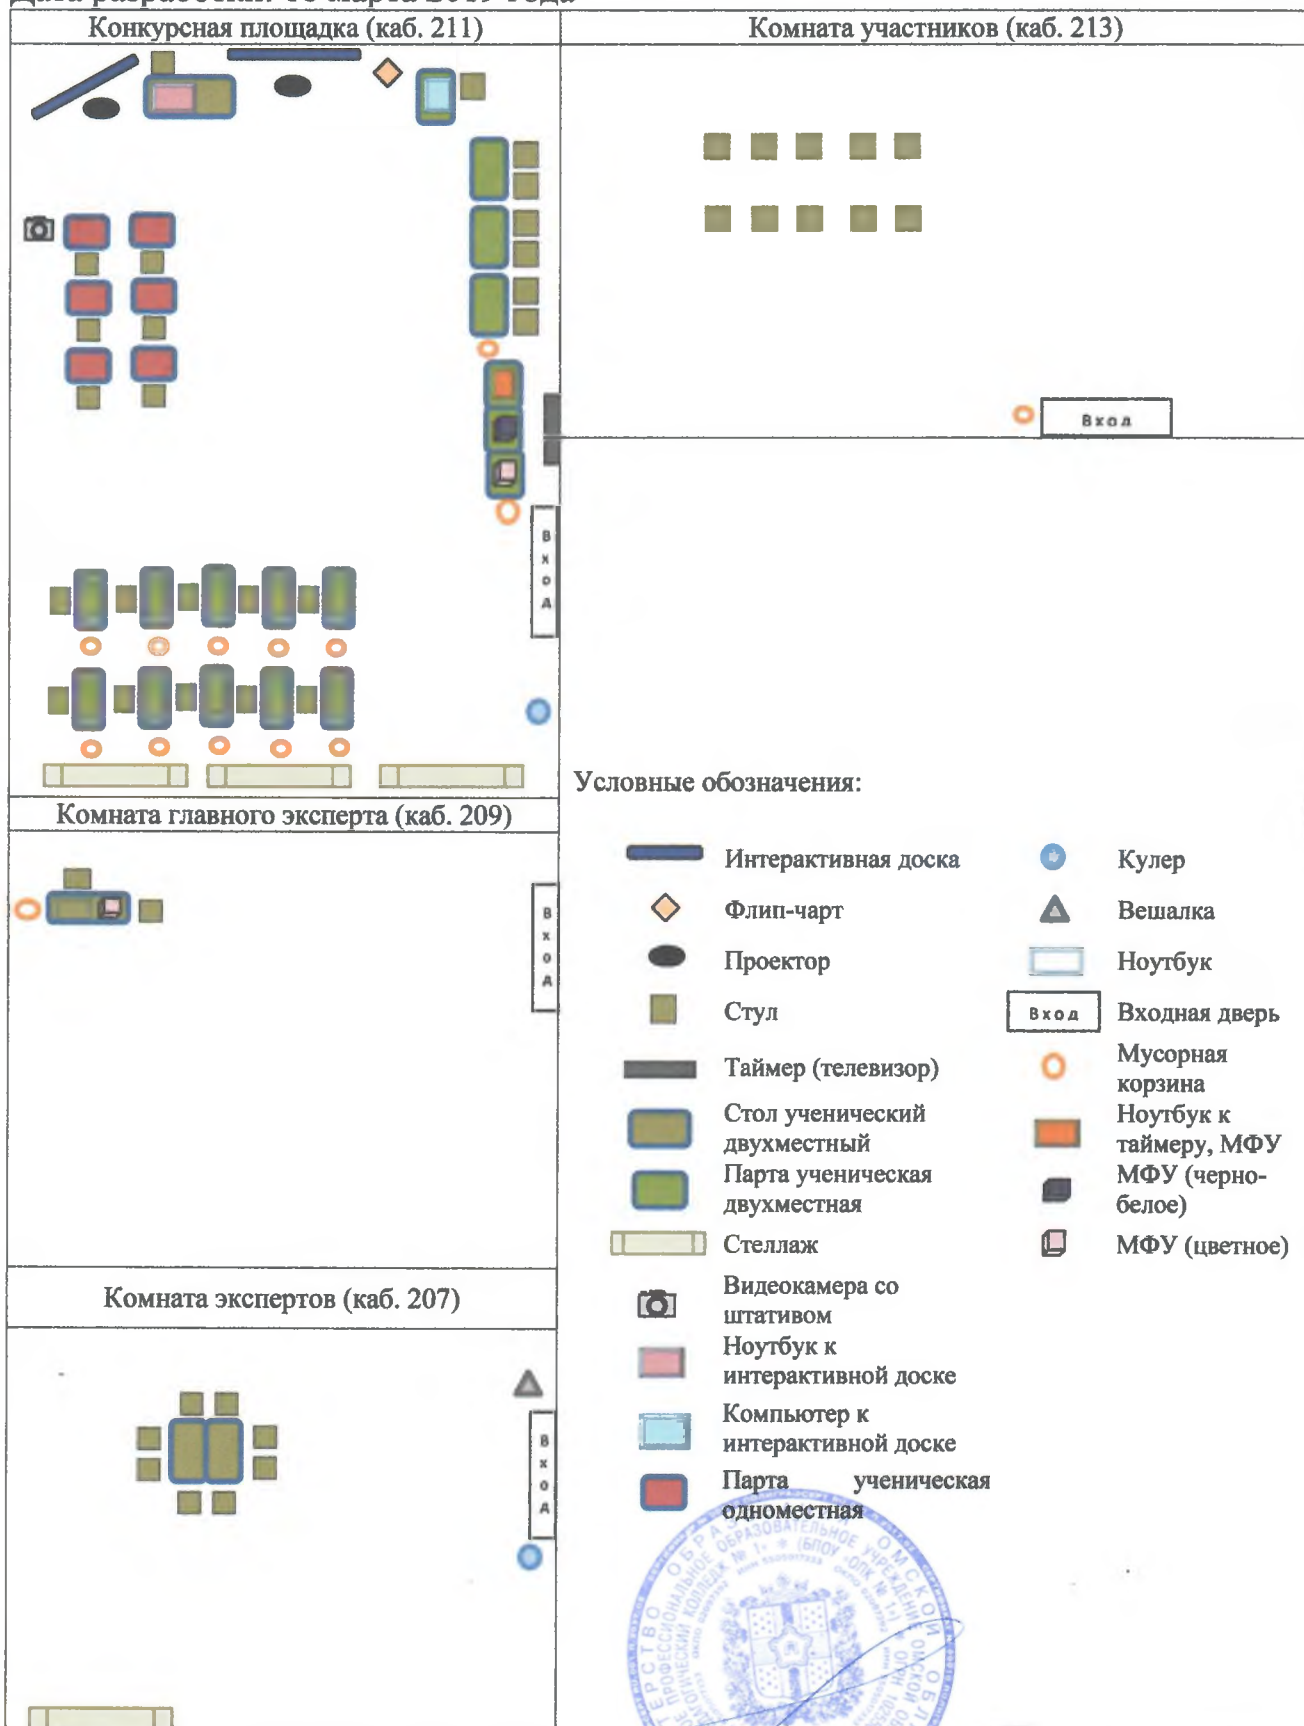 Конкурсная площадка (каб. 211)
Комната участников (каб. 213)
Вход
Вход
Условные обозначения:
Комната главного эксперта (каб. 209)
Вход
Интерактивная доска
Флип-чарт
Проектор
Стул
Таймер (телевизор)
Стол ученический
двухместный
Парта ученическая
двухместная
Стеллаж
Видеокамера со
штативом
Ноутбук к
интерактивной доске
Компьютер к
интерактивной доске
Парта ученическая
одноместная
Кулер
Вешалка
Ноутбук
Вход
Входная дверь
Мусорная
корзина
Ноутбук к
таймеру, МФУ
МФУ (черно-
белое)
МФУ (цветное)
Комната экспертов (каб. 207)
Вход